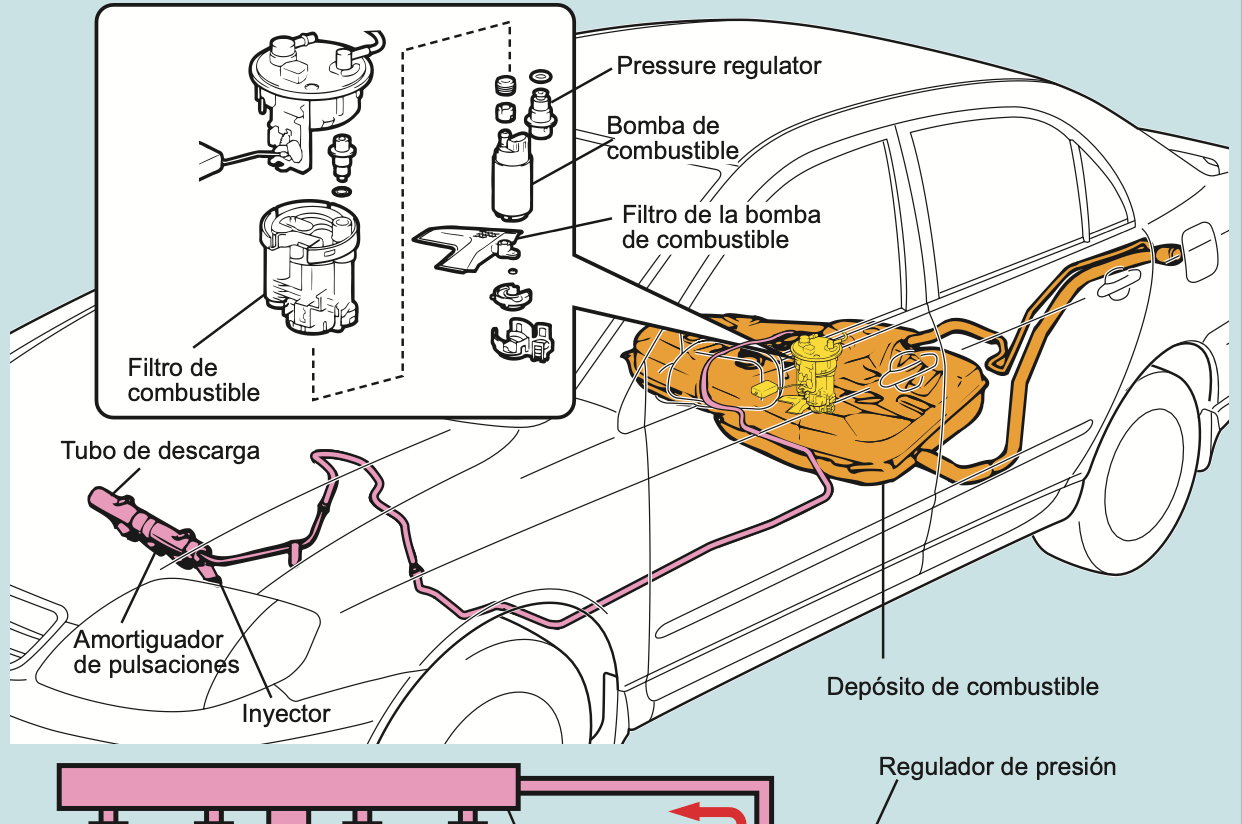 Pressure regulator
Bomba de
combustible
Filtro de la bomba
de combustible
Filtro de
combustible
Tubo de descarga
Amortiguador
de pulsaciones
Inyector
Depósito de combustible
Regulador de presión